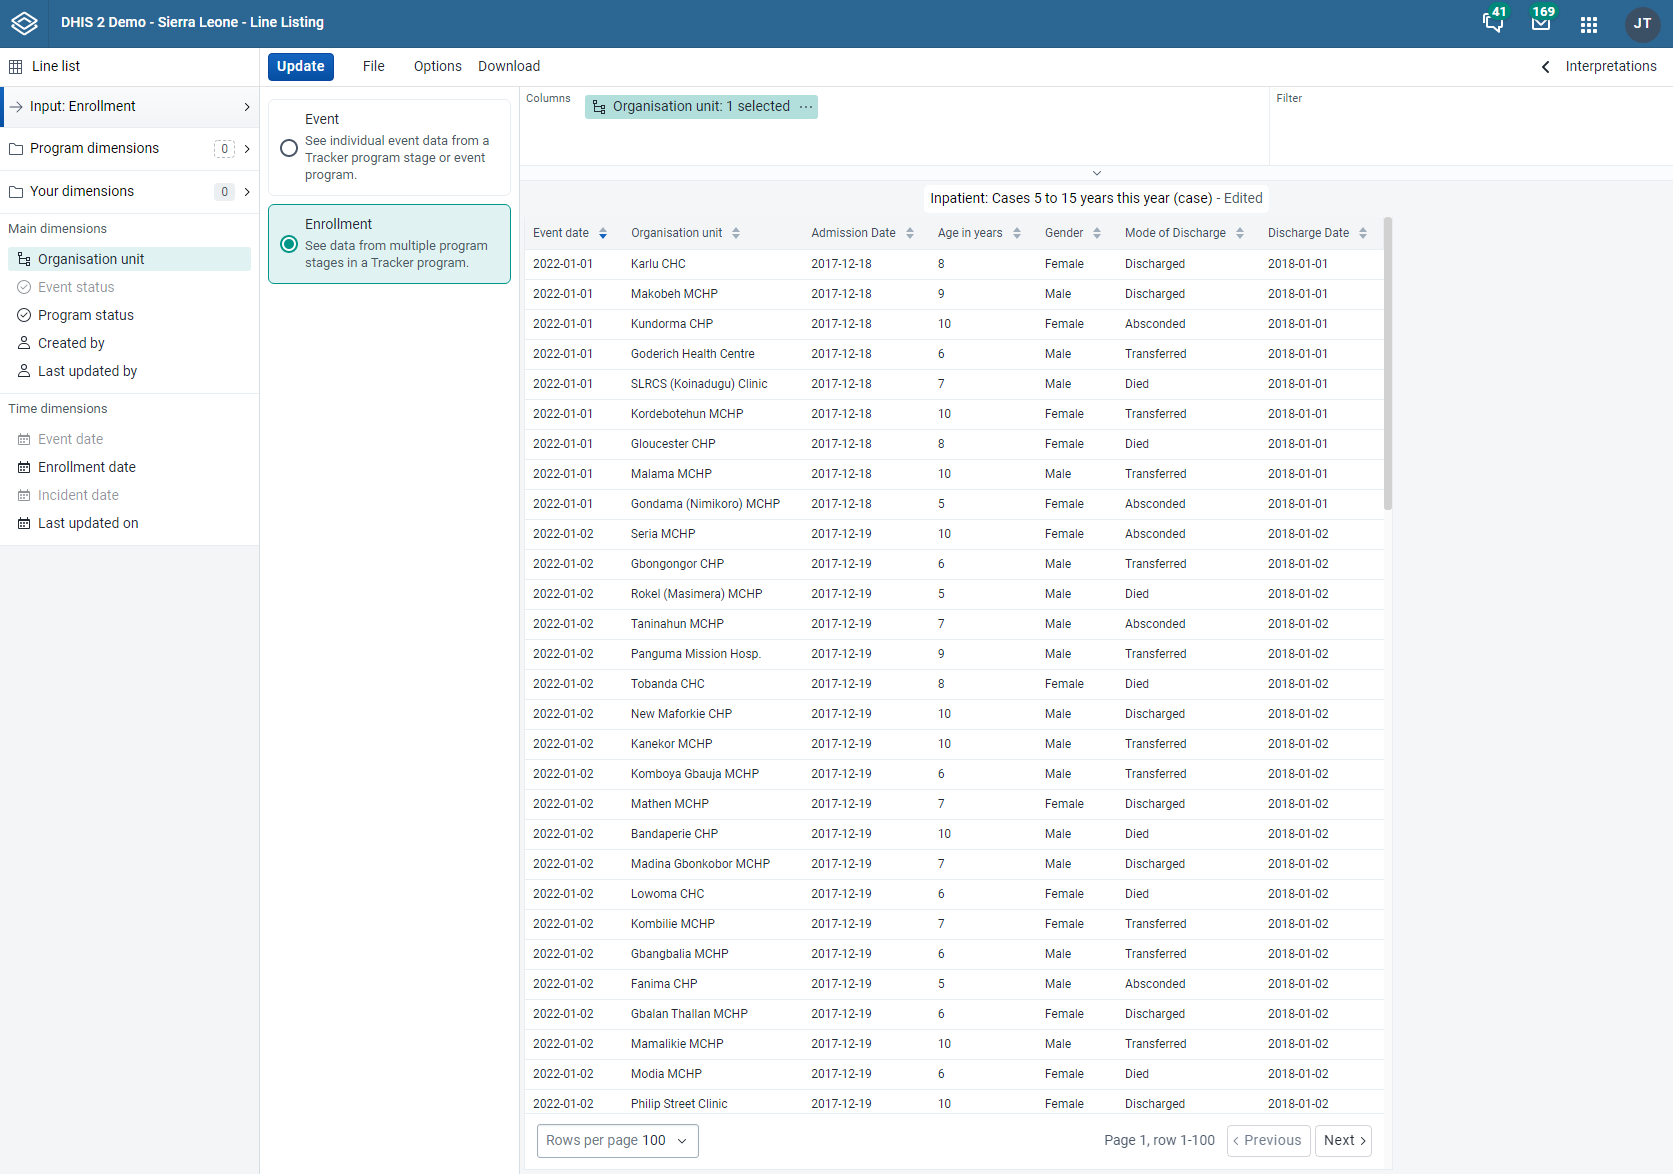 DHIS 2 Demo - Sierra Leone - Line Listing
41
169
JT
Line list
Update
File
Options
Download
Interpretations
Input: Enrollment
Program dimensions
0
Your dimensions
0
Main dimensions
Organisation unit
Event status
Program status
Created by
Last updated by
Time dimensions
Event date
Enrollment date
Incident date
Last updated on
Event
See individual event data from a
Tracker program stage or event
program.
Enrollment
See data from multiple program
stages in a Tracker program.
Columns
Organisation unit: 1 selected ···
Filter
Inpatient: Cases 5 to 15 years this year (case) - Edited
Event date Organisation unit Admission Date Age in years Gender Mode of Discharge Discharge Date
2022-01-01 Karlu CHC 2017-12-18 8 Female Discharged 2018-01-01
2022-01-01 Makobeh MCHP 2017-12-18 9 Male Discharged 2018-01-01
2022-01-01 Kundorma CHP 2017-12-18 10 Female Absconded 2018-01-01
2022-01-01 Goderich Health Centre 2017-12-18 6 Male Transferred 2018-01-01
2022-01-01 SLRCS (Koinadugu) Clinic 2017-12-18 7 Male Died 2018-01-01
2022-01-01 Kordebotehun MCHP 2017-12-18 10 Female Transferred 2018-01-01
2022-01-01 Gloucester CHP 2017-12-18 8 Female Died 2018-01-01
2022-01-01 Malama MCHP 2017-12-18 10 Male Transferred 2018-01-01
2022-01-01 Gondama (Nimikoro) MCHP 2017-12-18 5 Female Absconded 2018-01-01
2022-01-02 Seria MCHP 2017-12-19 10 Female Absconded 2018-01-02
2022-01-02 Gbongongor CHP 2017-12-19 6 Male Transferred 2018-01-02
2022-01-02 Rokel (Masimera) MCHP 2017-12-19 5 Male Died 2018-01-02
2022-01-02 Taninahun MCHP 2017-12-19 7 Male Absconded 2018-01-02
2022-01-02 Panguma Mission Hosp. 2017-12-19 9 Male Transferred 2018-01-02
2022-01-02 Tobanda CHC 2017-12-19 8 Female Died 2018-01-02
2022-01-02 New Maforkie CHP 2017-12-19 10 Male Discharged 2018-01-02
2022-01-02 Kanekor MCHP 2017-12-19 10 Male Transferred 2018-01-02
2022-01-02 Komboya Gbauja MCHP 2017-12-19 6 Male Transferred 2018-01-02
2022-01-02 Mathen MCHP 2017-12-19 7 Female Discharged 2018-01-02
2022-01-02 Bandaperie CHP 2017-12-19 10 Male Died 2018-01-02
2022-01-02 Madina Gbonkobor MCHP 2017-12-19 7 Male Discharged 2018-01-02
2022-01-02 Lowoma CHC 2017-12-19 6 Female Died 2018-01-02
2022-01-02 Kombilie MCHP 2017-12-19 7 Female Transferred 2018-01-02
2022-01-02 Gbangbalia MCHP 2017-12-19 6 Male Transferred 2018-01-02
2022-01-02 Fanima CHP 2017-12-19 5 Male Absconded 2018-01-02
2022-01-02 Gbalan Thallan MCHP 2017-12-19 6 Female Discharged 2018-01-02
2022-01-02 Mamalikie MCHP 2017-12-19 10 Male Transferred 2018-01-02
2022-01-02 Modia MCHP 2017-12-19 6 Female Died 2018-01-02
2022-01-02 Philip Street Clinic 2017-12-19 10 Female Discharged 2018-01-02
Rows per page 100
Page 1, row 1-100
Previous
Next